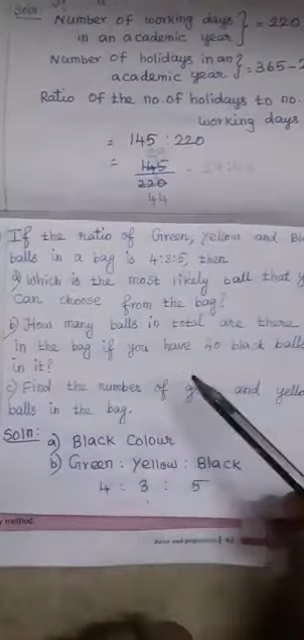 Soln:
Number of working days } = 220
in an academic year
Number of holidays in an } = 365-2
academic year
Ratio of the no. of holidays to no.
working days
= 145 : 220
= 145
220
44
If the ratio of Green, yellow and Bl
balls in a bag is 4:3:5, then
a) which is the most likely ball that y
can choose from the bag?
b) How many balls in total are there
in the bag if you have 40 black balls
in it?
c) Find the number of and yello
balls in the bag.
Soln: a) Black Colour
b) Green : Yellow : Black
4 : 3 : 5
y method.